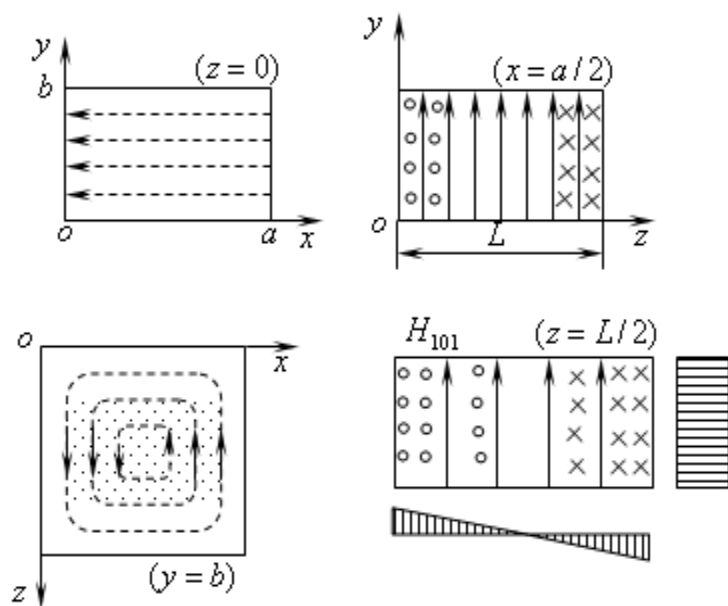 y
b
(z = 0)
o
a
x
y
(x = a/2)
o
L
z
o
x
z
(y = b)
H₁₀₁
(z = L/2)